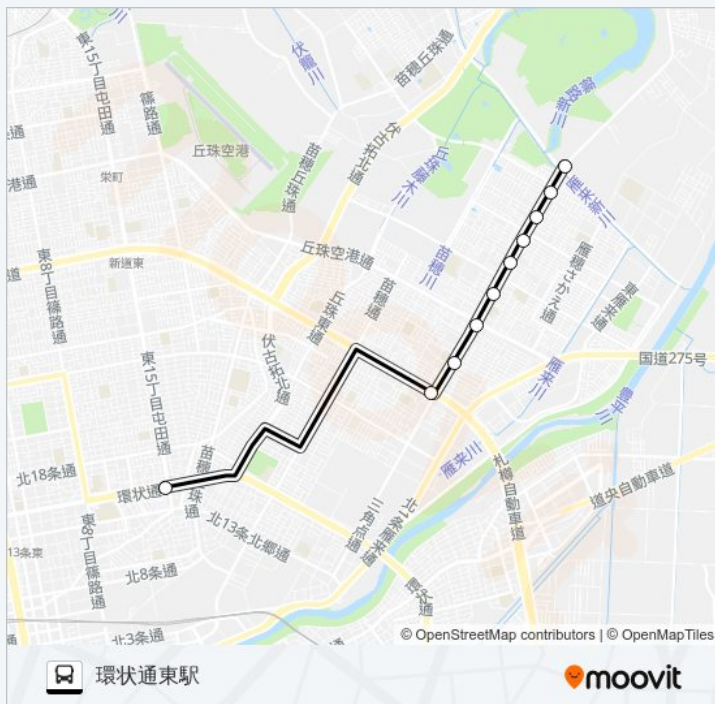 伏籠川
苗穂丘珠通
篠路新川
東15丁目屯田通
篠路通
伏古拓北通
丘珠空港
苗穂丘珠通
丘珠藤木川
雁来新川
栄町
東8丁目篠路通
新道東
丘珠空港通
苗穂川
雁穂さかえ通
丘珠東通
苗穂通
東雁来通
伏古拓北通
雁来川
国道275号
豊平川
東15丁目屯田通
雁来川
札樽自動車道
北18条通
環状通
道央自動車道
北13条北郷通
北1条雁来通
三角点通
13条東
東8丁目篠路通
北8条通
環状通
北3条通
© OpenStreetMap contributors | © OpenMapTiles
環状通東駅
moovit